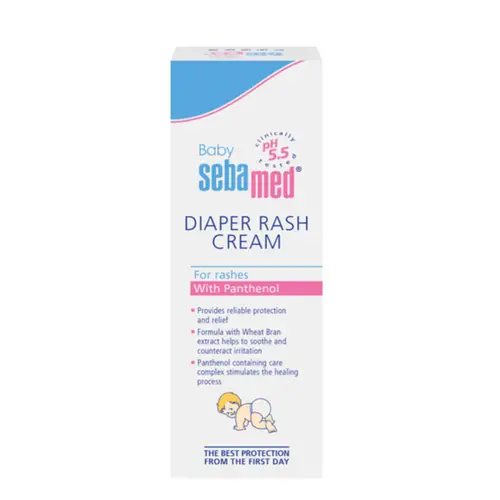 Baby
sebamed®
clinically
pH
5.5
tested
DIAPER RASH
CREAM
For rashes
With Panthenol
• Provides reliable protection
and relief
• Formula with Wheat Bran
extract helps to soothe and
counteract irritation
• Panthenol containing care
complex stimulates the healing
process
THE BEST PROTECTION
FROM THE FIRST DAY